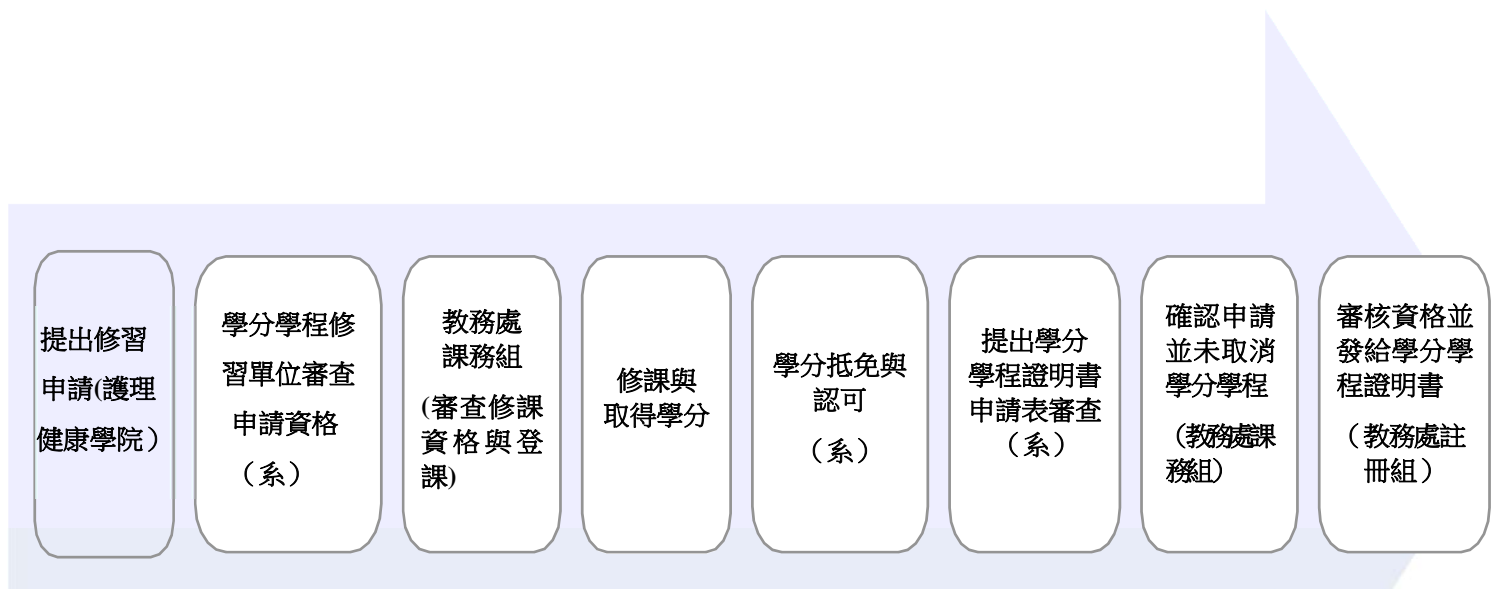 提出修習
申請(護理
健康學院）
學分學程修
習單位審查
申請資格
（系）
教務處
課務組
(審查修課
資格與登
課)
修課與
取得學分
學分抵免與
認可
（系）
提出學分
學程證明書
申請表審查
（系）
確認申請
並未取消
學分學程
（教務處課
務組）
審核資格並
發給學分學
程證明書
（教務處註
冊組）